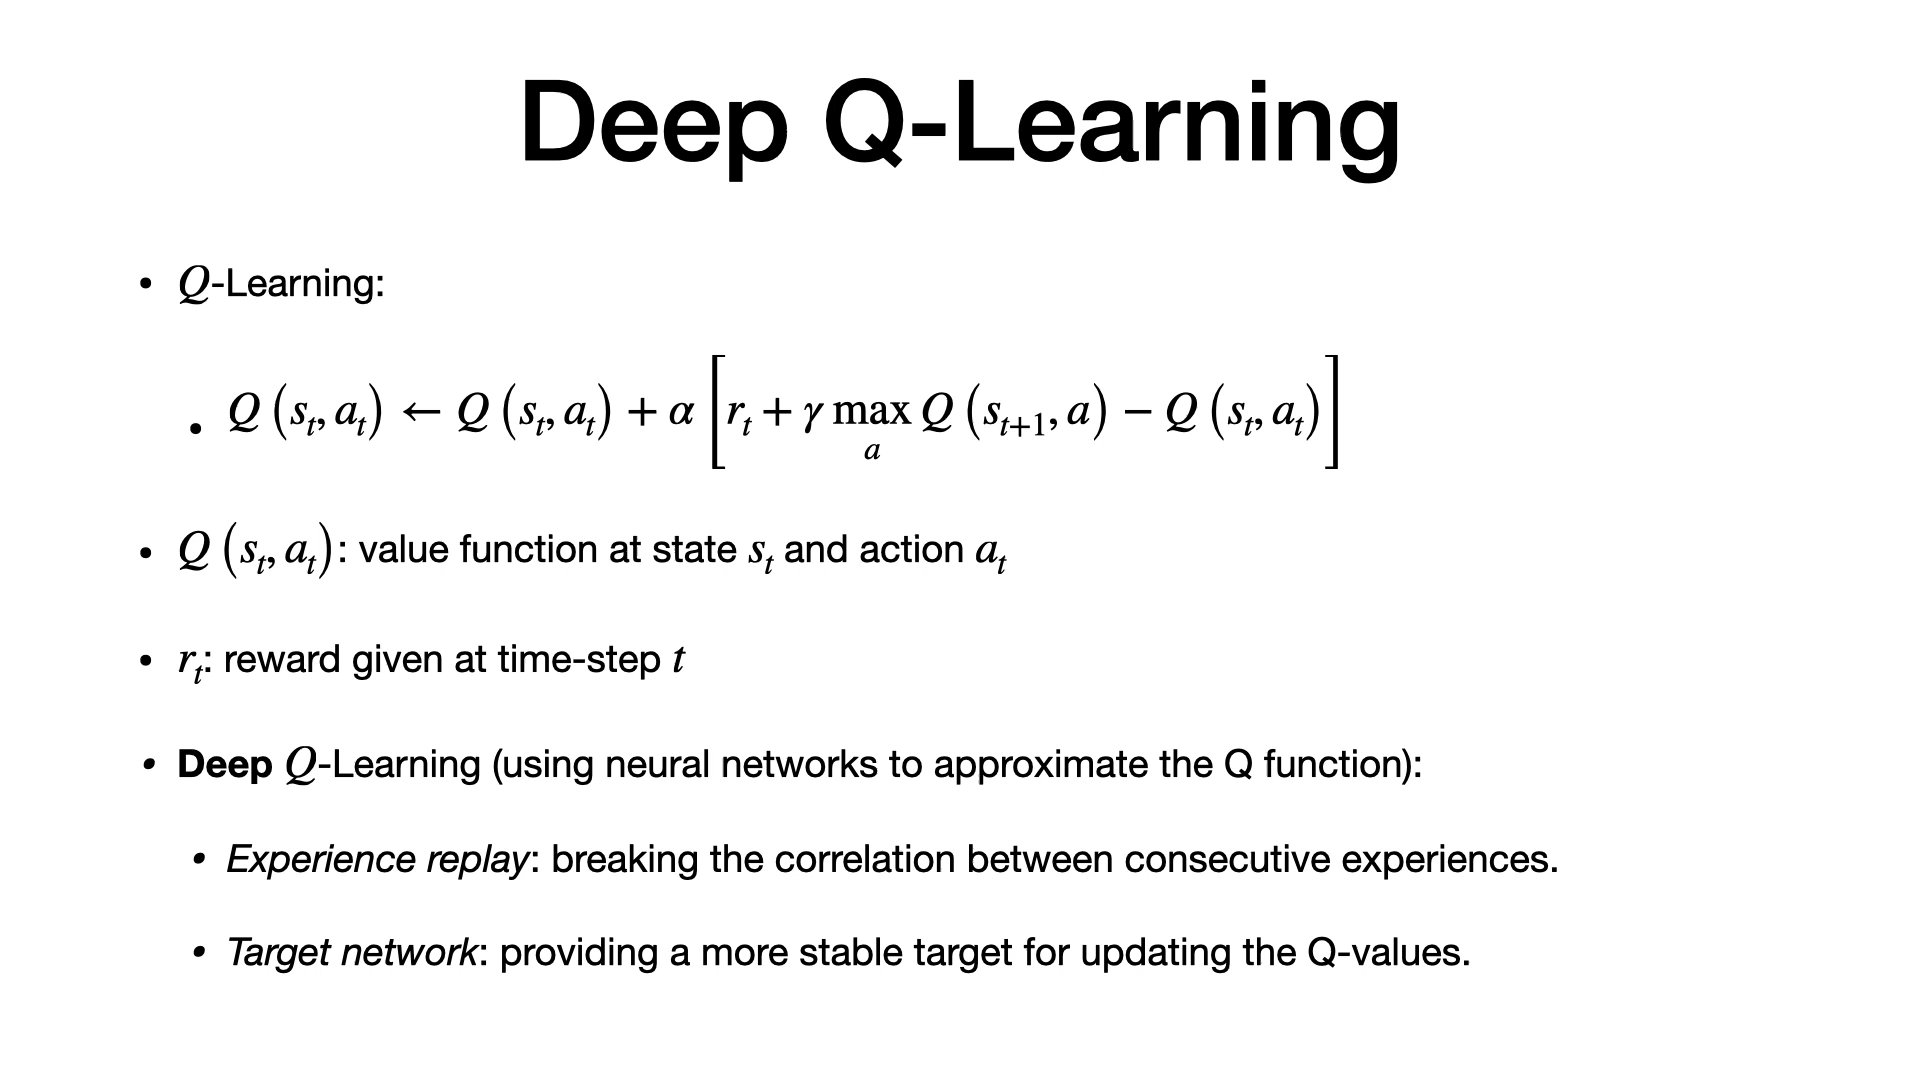 Deep Q-Learning
• Q-Learning:
• Q(s_t, a_t) ← Q(s_t, a_t) + α [r_t + γ max_a Q(s_{t+1}, a) − Q(s_t, a_t)]
• Q(s_t, a_t): value function at state s_t and action a_t
• r_t: reward given at time-step t
• Deep Q-Learning (using neural networks to approximate the Q function):
• Experience replay: breaking the correlation between consecutive experiences.
• Target network: providing a more stable target for updating the Q-values.